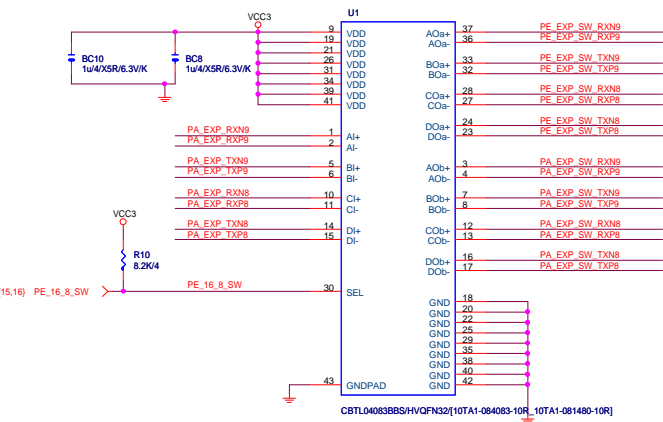 U1
VCC3
BC10
1u/4/X5R/6.3V/K
BC8
1u/4/X5R/6.3V/K
9 VDD
19 VDD
21 VDD
26 VDD
31 VDD
34 VDD
39 VDD
41 VDD
PA_EXP_RXN9 1 AI+
PA_EXP_RXP9 2 AI-
PA_EXP_TXN9 5 BI+
PA_EXP_TXP9 6 BI-
PA_EXP_RXN8 10 CI+
PA_EXP_RXP8 11 CI-
PA_EXP_TXN8 14 DI+
PA_EXP_TXP8 15 DI-
VCC3
R10
8.2K/4
15,16) PE_16_8_SW PE_16_8_SW 30 SEL
43 GNDPAD
AOa+ 37 PE_EXP_SW_RXN9
AOa- 36 PE_EXP_SW_RXP9
BOa+ 33 PE_EXP_SW_TXN9
BOa- 32 PE_EXP_SW_TXP9
COa+ 28 PE_EXP_SW_RXN8
COa- 27 PE_EXP_SW_RXP8
DOa+ 24 PE_EXP_SW_TXN8
DOa- 23 PE_EXP_SW_TXP8
AOb+ 3 PA_EXP_SW_RXN9
AOb- 4 PA_EXP_SW_RXP9
BOb+ 7 PA_EXP_SW_TXN9
BOb- 8 PA_EXP_SW_TXP9
COb+ 12 PA_EXP_SW_RXN8
COb- 13 PA_EXP_SW_RXP8
DOb+ 16 PA_EXP_SW_TXN8
DOb- 17 PA_EXP_SW_TXP8
GND 18
GND 20
GND 22
GND 25
GND 29
GND 35
GND 38
GND 40
GND 42
CBTL04083BBS/HVQFN32/[10TA1-084083-10R_10TA1-081480-10R]